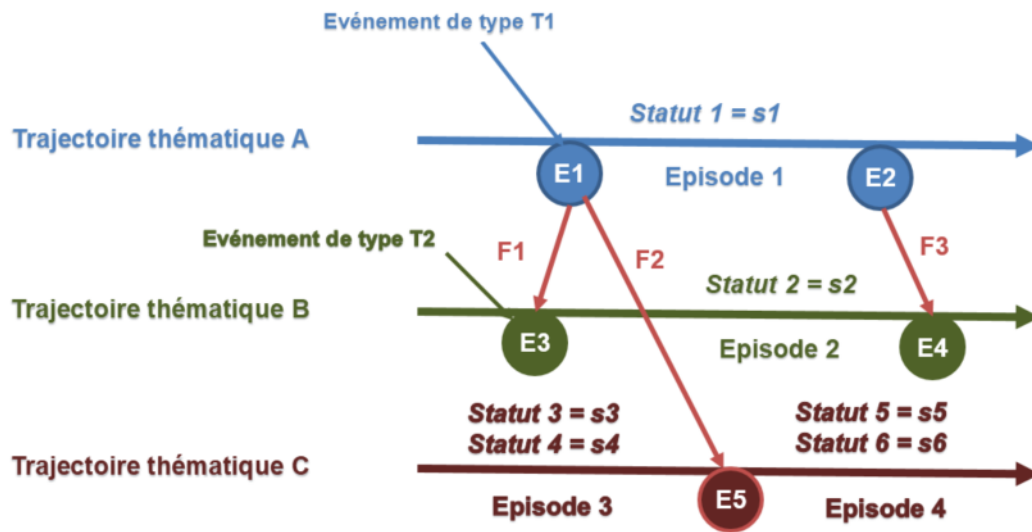 Evénement de type T1
Statut 1 = s1
Trajectoire thématique A
E1
Episode 1
E2
Evénement de type T2
F1
F2
F3
Statut 2 = s2
Trajectoire thématique B
E3
Episode 2
E4
Statut 3 = s3
Statut 4 = s4
Statut 5 = s5
Statut 6 = s6
Trajectoire thématique C
Episode 3
E5
Episode 4